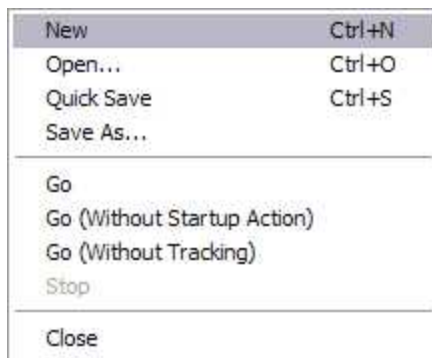 New Ctrl+N
Open... Ctrl+O
Quick Save Ctrl+S
Save As...
Go
Go (Without Startup Action)
Go (Without Tracking)
Stop
Close